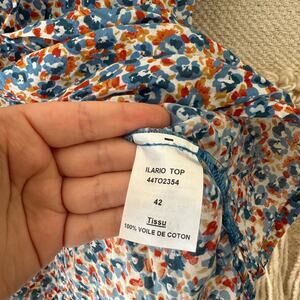 ILARIO TOP
44TO2354
42
Tissu
100% VOILE DE COTON